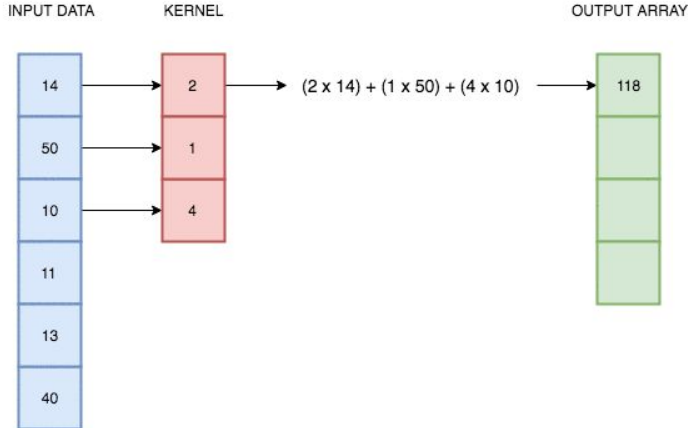 INPUT DATA KERNEL OUTPUT ARRAY
14 2 (2 x 14) + (1 x 50) + (4 x 10) 118
50 1
10 4
11
13
40